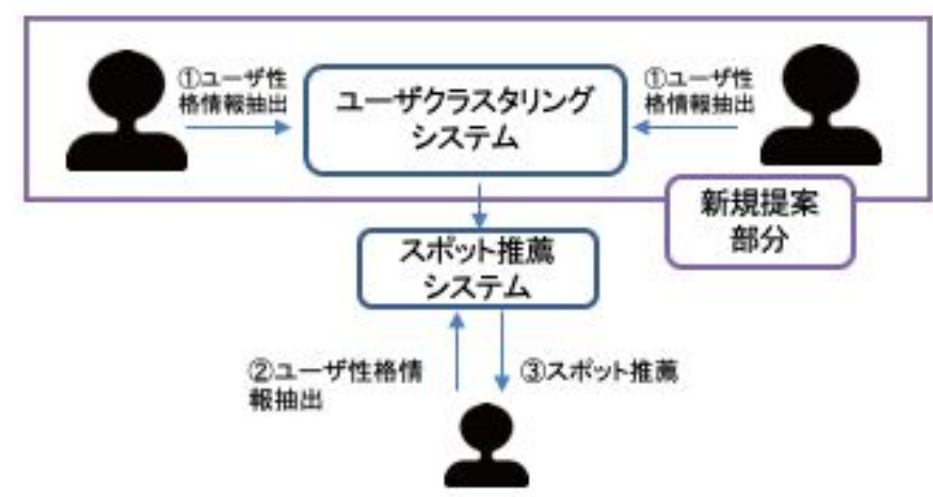 ①ユーザ性
格情報抽出
ユーザクラスタリング
システム
①ユーザ性
格情報抽出
新規提案
部分
スポット推薦
システム
②ユーザ性格情
報抽出
③スポット推薦